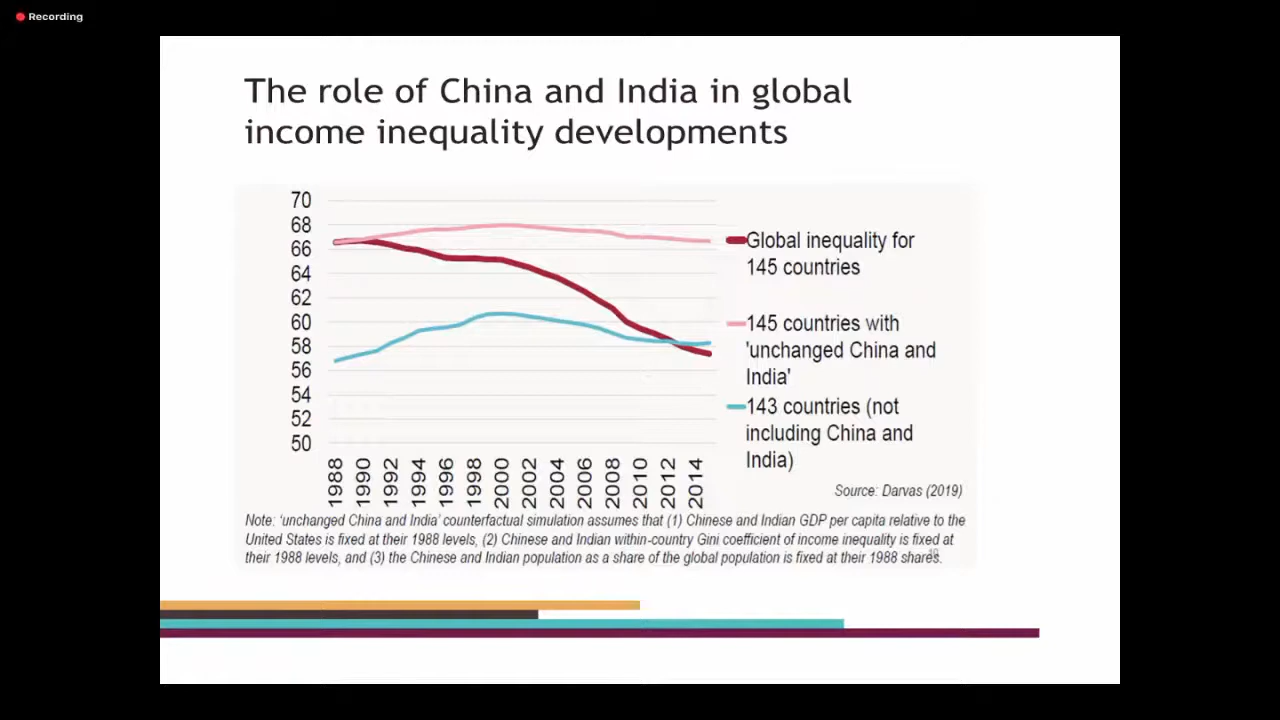 Recording
The role of China and India in global
income inequality developments
70
68
66
64
62
60
58
56
54
52
50
1988
1990
1992
1994
1996
1998
2000
2002
2004
2006
2008
2010
2012
2014
Global inequality for
145 countries
145 countries with
'unchanged China and
India'
143 countries (not
including China and
India)
Source: Darvas (2019)
Note: 'unchanged China and India' counterfactual simulation assumes that (1) Chinese and Indian GDP per capita relative to the
United States is fixed at their 1988 levels, (2) Chinese and Indian within-country Gini coefficient of income inequality is fixed at
their 1988 levels, and (3) the Chinese and Indian population as a share of the global population is fixed at their 1988 shares.